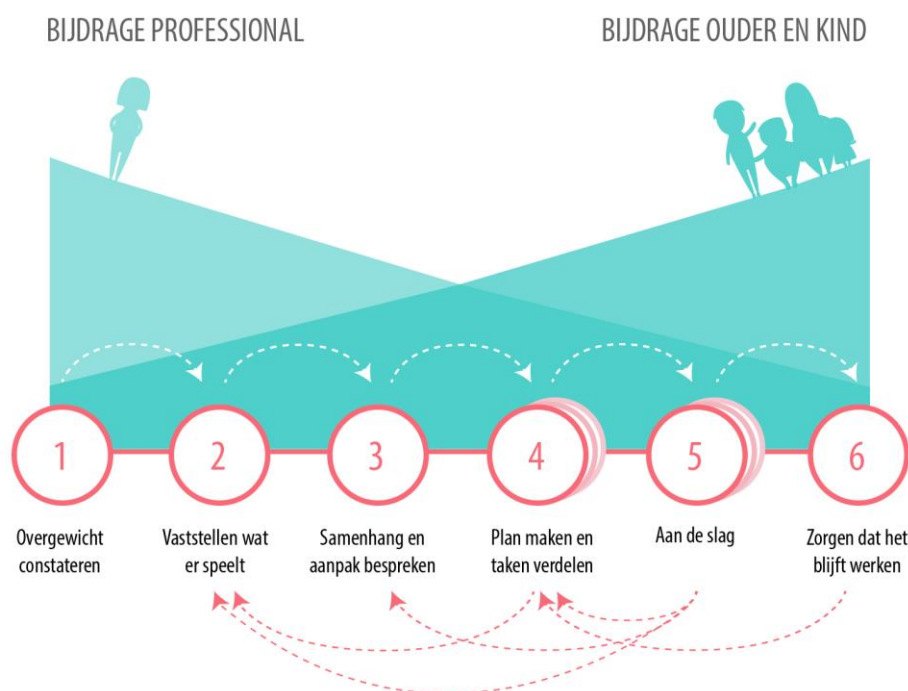 BIJDRAGE PROFESSIONAL
BIJDRAGE OUDER EN KIND
1
2
3
4
5
6
Overgewicht
constateren
Vaststellen wat
er speelt
Samenhang en
aanpak bespreken
Plan maken en
taken verdelen
Aan de slag
Zorgen dat het
blijft werken